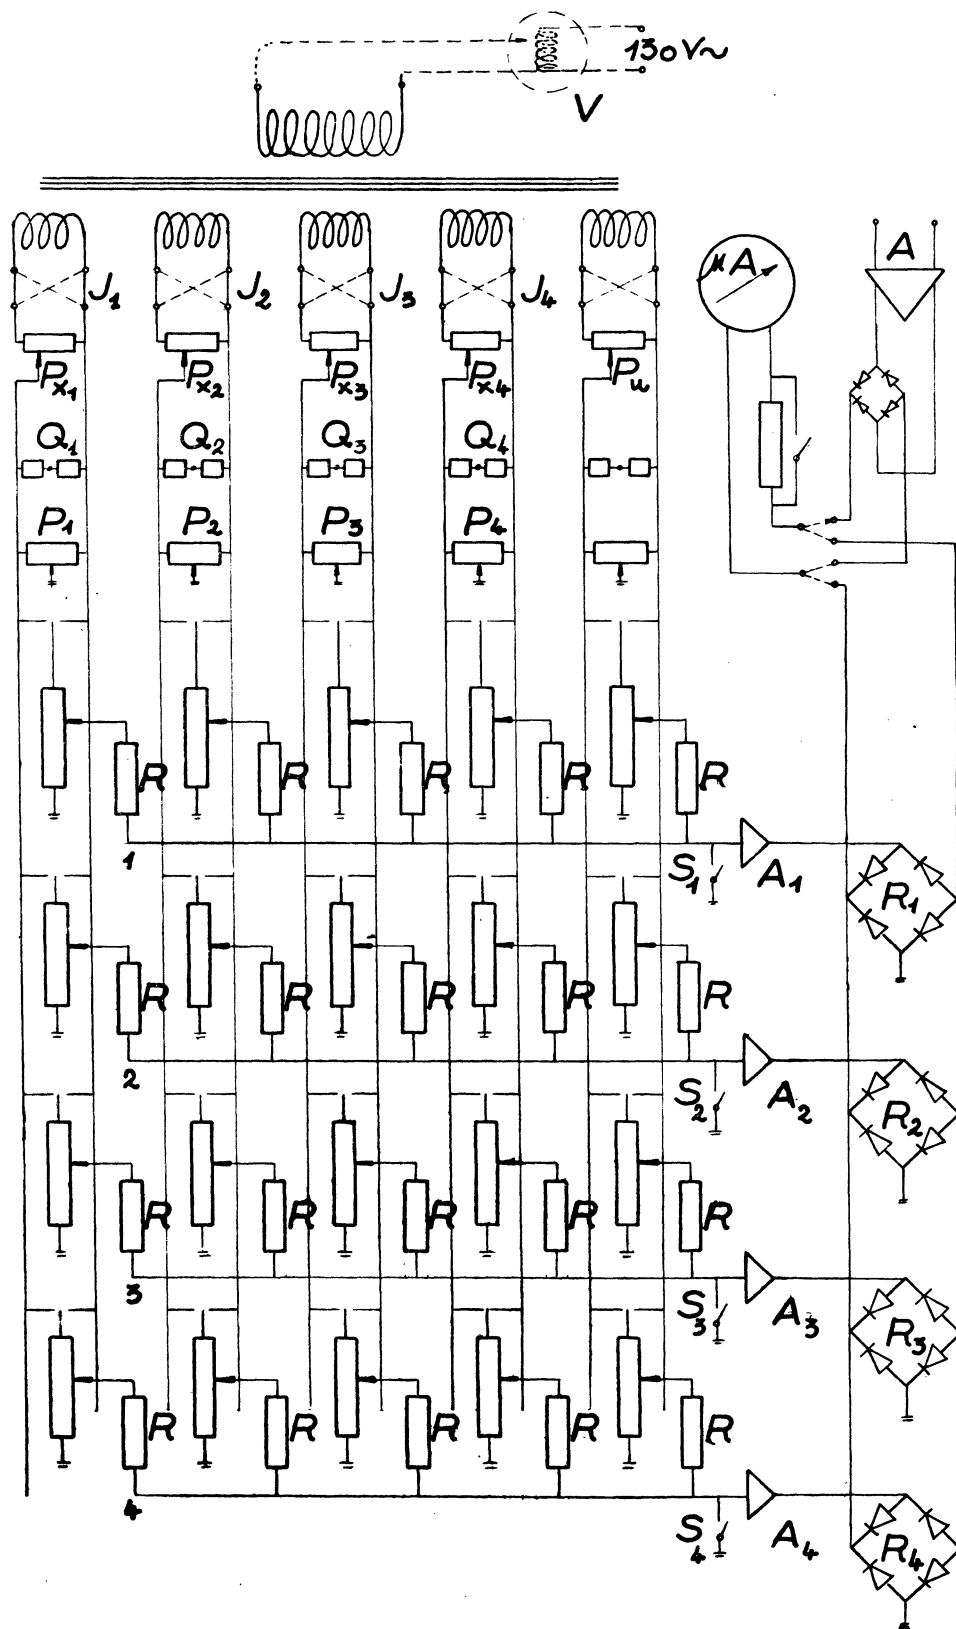 130V~
V
J1 J2 J3 J4 µA A
Px1 Px2 Px3 Px4 Pu
Q1 Q2 Q3 Q4
P1 P2 P3 P4
R R R R R
1 S1 A1 R1
R R R R R
2 S2 A2 R2
R R R R R
3 S3 A3 R3
R R R R R
4 S4 A4 R4